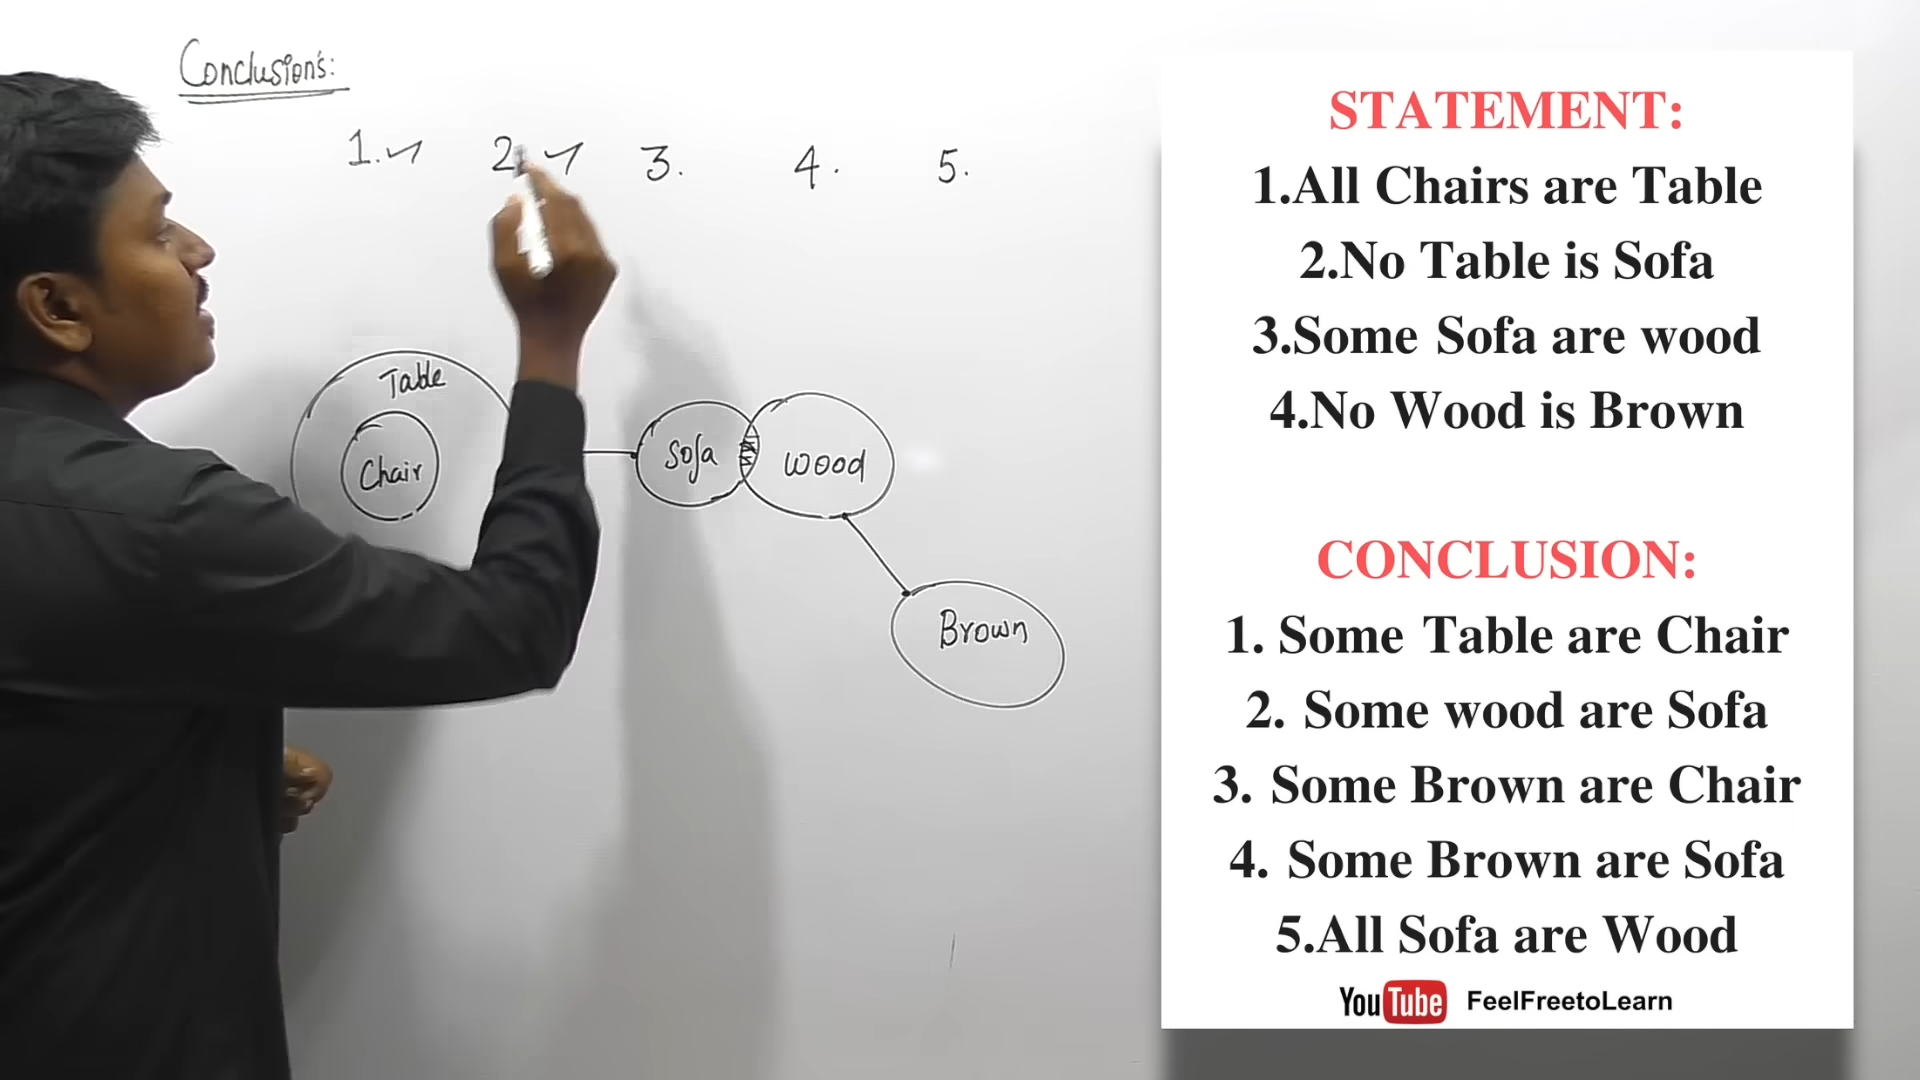 Conclusion's:
1. ✓ 2. ✓ 3. 4. 5.
Table
Chair
Sofa
Wood
Brown
STATEMENT:
1.All Chairs are Table
2.No Table is Sofa
3.Some Sofa are wood
4.No Wood is Brown
CONCLUSION:
1. Some Table are Chair
2. Some wood are Sofa
3. Some Brown are Chair
4. Some Brown are Sofa
5.All Sofa are Wood
YouTube FeelFreetoLearn